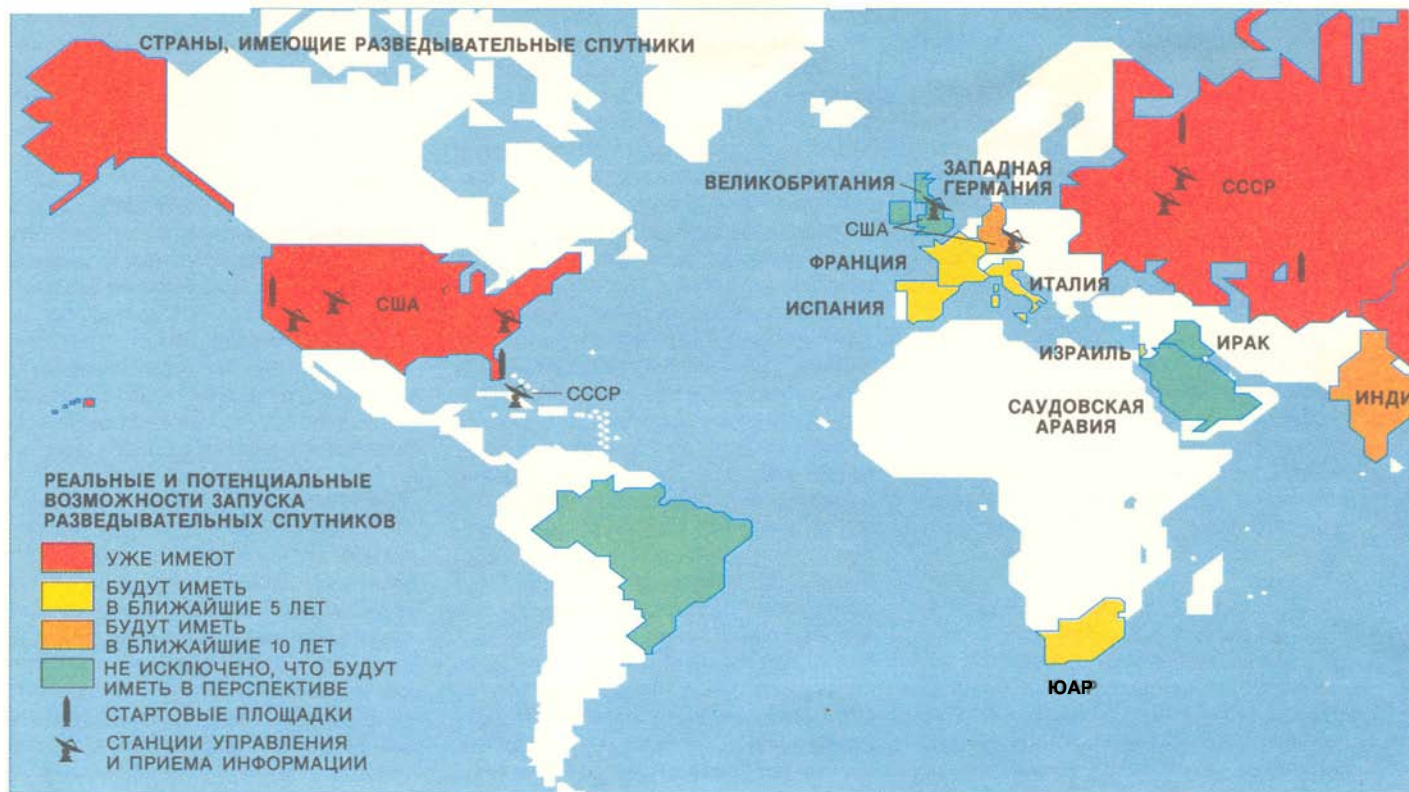 СТРАНЫ, ИМЕЮЩИЕ РАЗВЕДЫВАТЕЛЬНЫЕ СПУТНИКИ
ВЕЛИКОБРИТАНИЯ
ЗАПАДНАЯ
ГЕРМАНИЯ
СССР
США
ФРАНЦИЯ
ИТАЛИЯ
ИСПАНИЯ
США
ИРАК
ИЗРАИЛЬ
СССР
САУДОВСКАЯ
АРАВИЯ
ИНДИ
РЕАЛЬНЫЕ И ПОТЕНЦИАЛЬНЫЕ
ВОЗМОЖНОСТИ ЗАПУСКА
РАЗВЕДЫВАТЕЛЬНЫХ СПУТНИКОВ
УЖЕ ИМЕЮТ
БУДУТ ИМЕТЬ
В БЛИЖАЙШИЕ 5 ЛЕТ
БУДУТ ИМЕТЬ
В БЛИЖАЙШИЕ 10 ЛЕТ
НЕ ИСКЛЮЧЕНО, ЧТО БУДУТ
ИМЕТЬ В ПЕРСПЕКТИВЕ
СТАРТОВЫЕ ПЛОЩАДКИ
СТАНЦИИ УПРАВЛЕНИЯ
И ПРИЕМА ИНФОРМАЦИИ
ЮАР